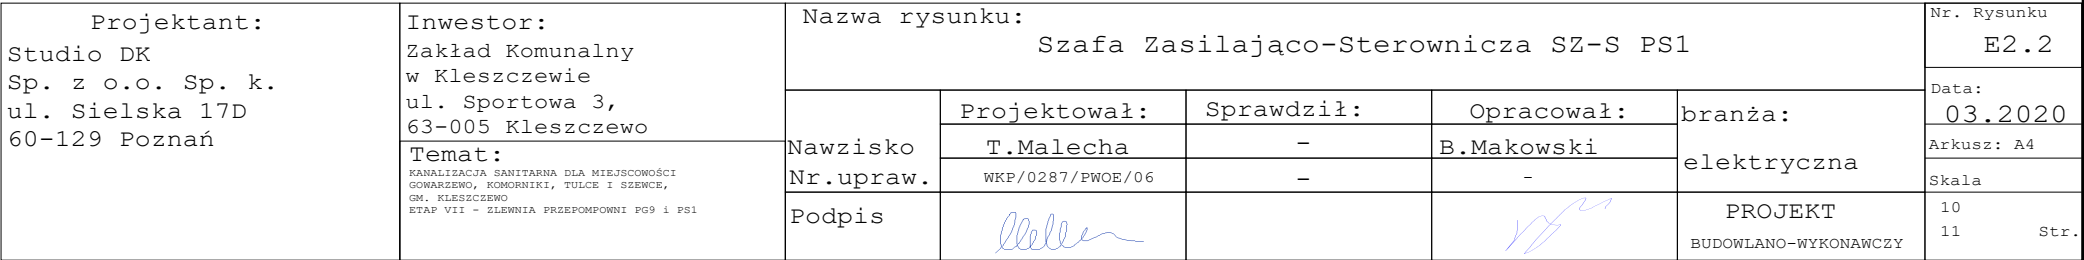 Projektant:
Studio DK
Sp. z o.o. Sp. k.
ul. Sielska 17D
60-129 Poznań
Inwestor:
Zakład Komunalny
w Kleszczewie
ul. Sportowa 3,
63-005 Kleszczewo
Temat:
KANALIZACJA SANITARNA DLA MIEJSCOWOŚCI
GOWARZEWO, KOMORNIKI, TULCE I SZEWCE,
GM. KLESZCZEWO
ETAP VII - ZLEWNIA PRZEPOMPOWNI PG9 i PS1
Nazwa rysunku:
Szafa Zasilająco-Sterownicza SZ-S PS1
Projektował: Sprawdził: Opracował:
Nawzisko T.Malecha - B.Makowski
Nr.upraw. WKP/0287/PWOE/06 - -
Podpis
branża:
elektryczna
PROJEKT
BUDOWLANO-WYKONAWCZY
Nr. Rysunku
E2.2
Data:
03.2020
Arkusz: A4
Skala
10
11 Str.